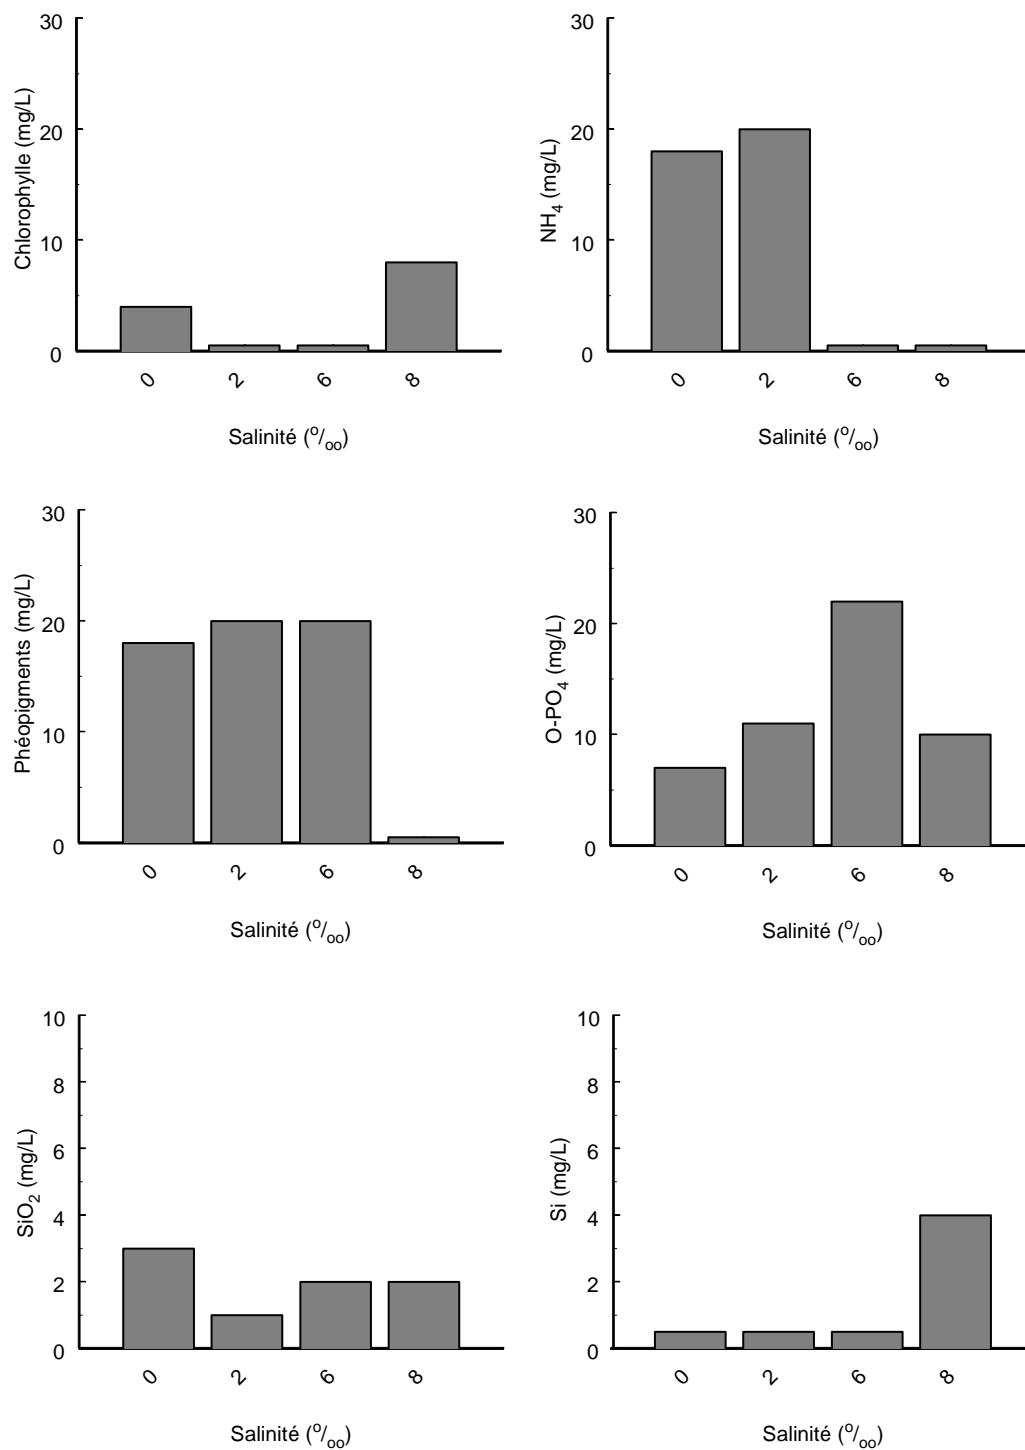 Chlorophylle (mg/L)
30
20
10
0
0 2 6 8
Salinité (o/oo)
NH4 (mg/L)
30
20
10
0
0 2 6 8
Salinité (o/oo)
Phéopigments (mg/L)
30
20
10
0
0 2 6 8
Salinité (o/oo)
O-PO4 (mg/L)
30
20
10
0
0 2 6 8
Salinité (o/oo)
SiO2 (mg/L)
10
8
6
4
2
0
0 2 6 8
Salinité (o/oo)
Si (mg/L)
10
8
6
4
2
0
0 2 6 8
Salinité (o/oo)